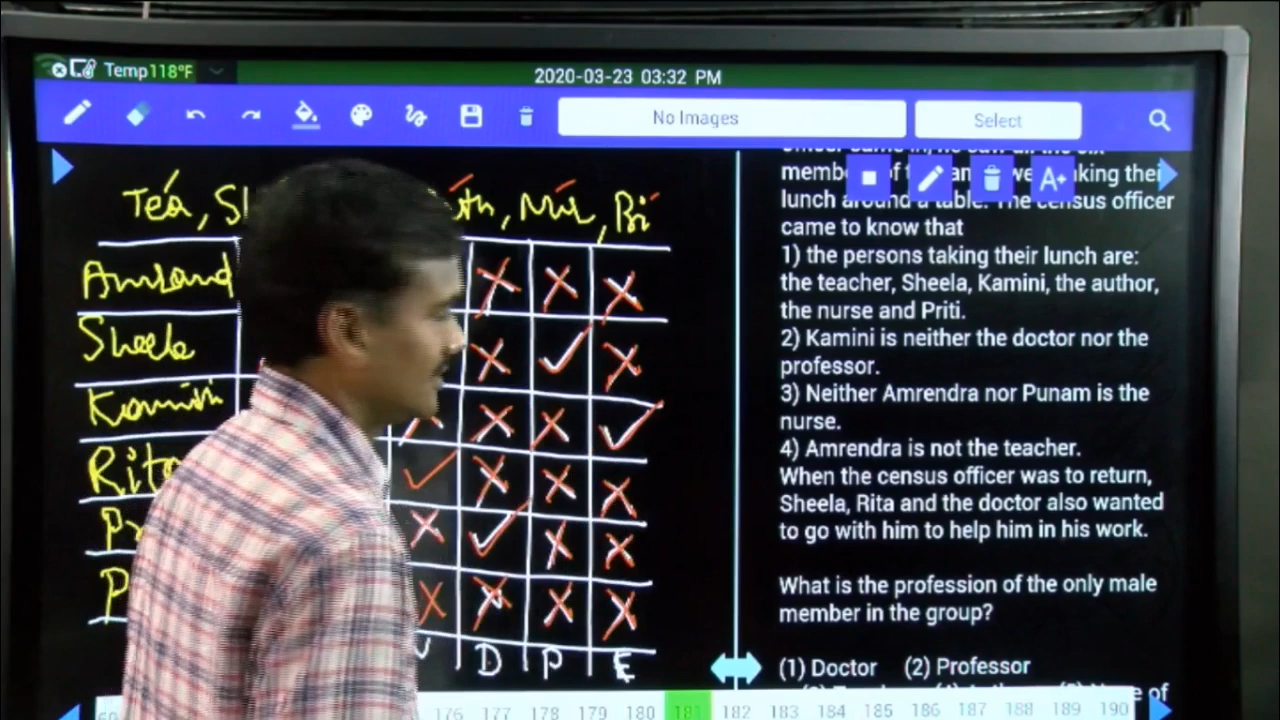 Temp 118°F
2020-03-23 03:32 PM
No Images
Select
Tea, Sh
Nur, Pri
Sheela
Kamini
Rita
Pr
P
D P E
lunch around a table. The census officer
came to know that
1) the persons taking their lunch are:
the teacher, Sheela, Kamini, the author,
the nurse and Priti.
2) Kamini is neither the doctor nor the
professor.
3) Neither Amrendra nor Punam is the
nurse.
4) Amrendra is not the teacher.
When the census officer was to return,
Sheela, Rita and the doctor also wanted
to go with him to help him in his work.
What is the profession of the only male
member in the group?
(1) Doctor (2) Professor
176 177 178 179 180 181 182 183 184 185 186 187 188 189 190